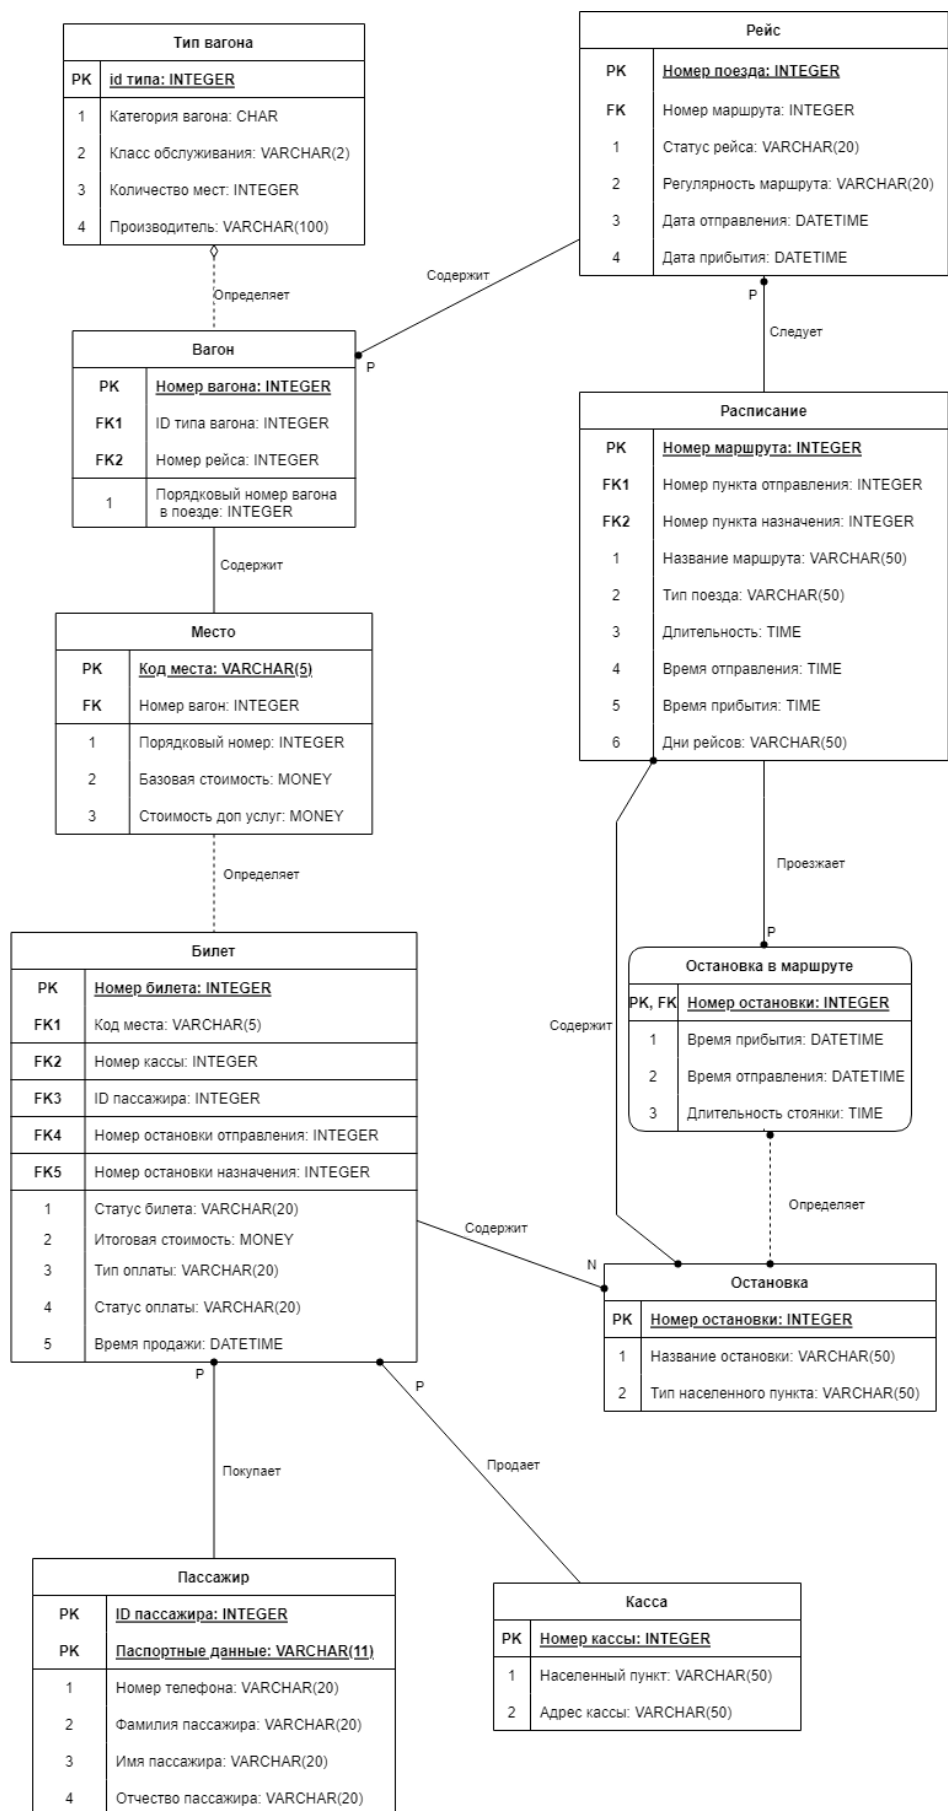 Тип вагона
PK id типа: INTEGER
1 Категория вагона: CHAR
2 Класс обслуживания: VARCHAR(2)
3 Количество мест: INTEGER
4 Производитель: VARCHAR(100)
Определяет
Рейс
PK Номер поезда: INTEGER
FK Номер маршрута: INTEGER
1 Статус рейса: VARCHAR(20)
2 Регулярность маршрута: VARCHAR(20)
3 Дата отправления: DATETIME
4 Дата прибытия: DATETIME
Содержит
P
P
Следует
Вагон
PK Номер вагона: INTEGER
FK1 ID типа вагона: INTEGER
FK2 Номер рейса: INTEGER
1 Порядковый номер вагона
в поезде: INTEGER
Содержит
Расписание
PK Номер маршрута: INTEGER
FK1 Номер пункта отправления: INTEGER
FK2 Номер пункта назначения: INTEGER
1 Название маршрута: VARCHAR(50)
2 Тип поезда: VARCHAR(50)
3 Длительность: TIME
4 Время отправления: TIME
5 Время прибытия: TIME
6 Дни рейсов: VARCHAR(50)
Место
PK Код места: VARCHAR(5)
FK Номер вагон: INTEGER
1 Порядковый номер: INTEGER
2 Базовая стоимость: MONEY
3 Стоимость доп услуг: MONEY
Определяет
Проезжает
P
Билет
PK Номер билета: INTEGER
FK1 Код места: VARCHAR(5)
FK2 Номер кассы: INTEGER
FK3 ID пассажира: INTEGER
FK4 Номер остановки отправления: INTEGER
FK5 Номер остановки назначения: INTEGER
1 Статус билета: VARCHAR(20)
2 Итоговая стоимость: MONEY
3 Тип оплаты: VARCHAR(20)
4 Статус оплаты: VARCHAR(20)
5 Время продажи: DATETIME
Содержит
Остановка в маршруте
PK, FK Номер остановки: INTEGER
1 Время прибытия: DATETIME
2 Время отправления: DATETIME
3 Длительность стоянки: TIME
Определяет
Содержит
N
Остановка
PK Номер остановки: INTEGER
1 Название остановки: VARCHAR(50)
2 Тип населенного пункта: VARCHAR(50)
P
P
Покупает
Продает
Пассажир
PK ID пассажира: INTEGER
PK Паспортные данные: VARCHAR(11)
1 Номер телефона: VARCHAR(20)
2 Фамилия пассажира: VARCHAR(20)
3 Имя пассажира: VARCHAR(20)
4 Отчество пассажира: VARCHAR(20)
Касса
PK Номер кассы: INTEGER
1 Населенный пункт: VARCHAR(50)
2 Адрес кассы: VARCHAR(50)